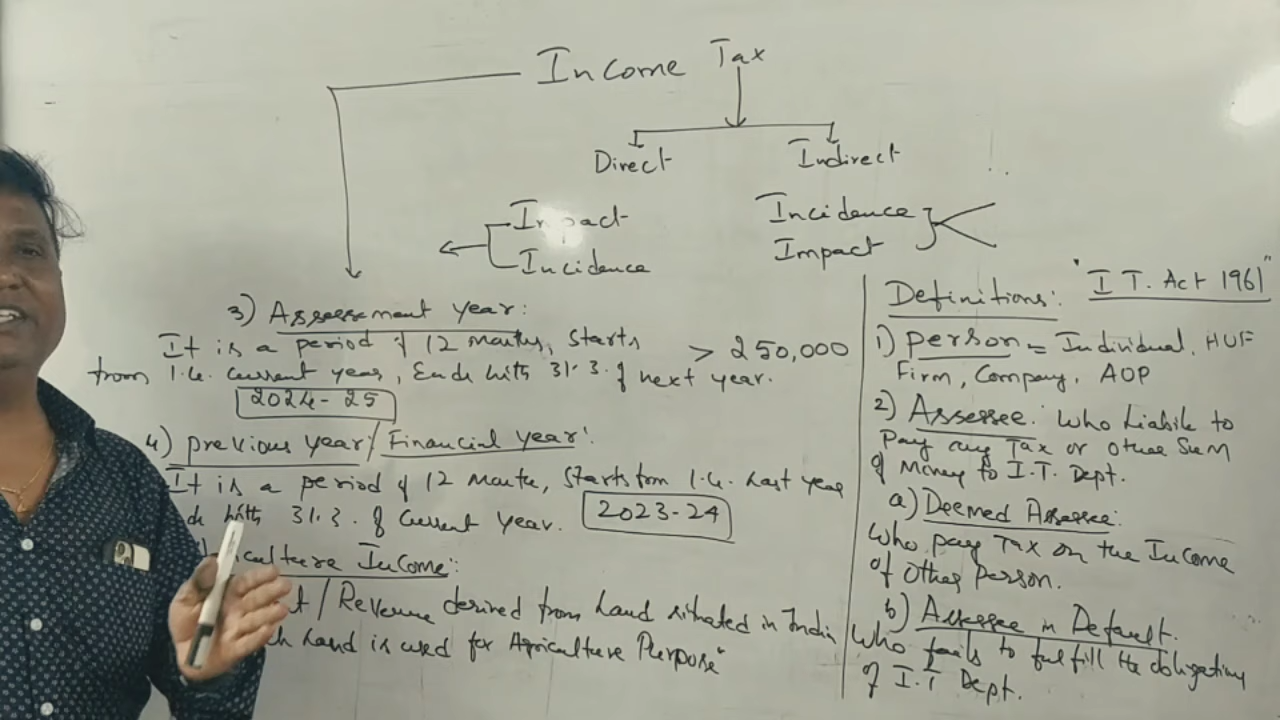 Income Tax
Direct
Indirect
Impact
Incidence
Incidence
Impact
3) Assessment year:
It is a period of 12 months, starts
from 1.4. current year, Ends with 31.3. of next year.
2024-25
> 250,000
4) previous year / Financial year:
It is a period of 12 months, starts from 1.4. Last year
with 31.3. of current year.
2023-24
Income:
/ Revenue derived from Land situated in India
Land is used for Agriculture Purpose"
"I T. Act 1961"
Definitions:
1) person = Individual, HUF
Firm, Company, AOP
2) Assessee: who Liable to
Pay any Tax or other Sum
of Money to I.T. Dept.
a) Deemed Assessee:
Who pay Tax on the Income
of other Person.
b) Assessee in Default.
Who fails to fulfill the obligations
of I.T Dept.